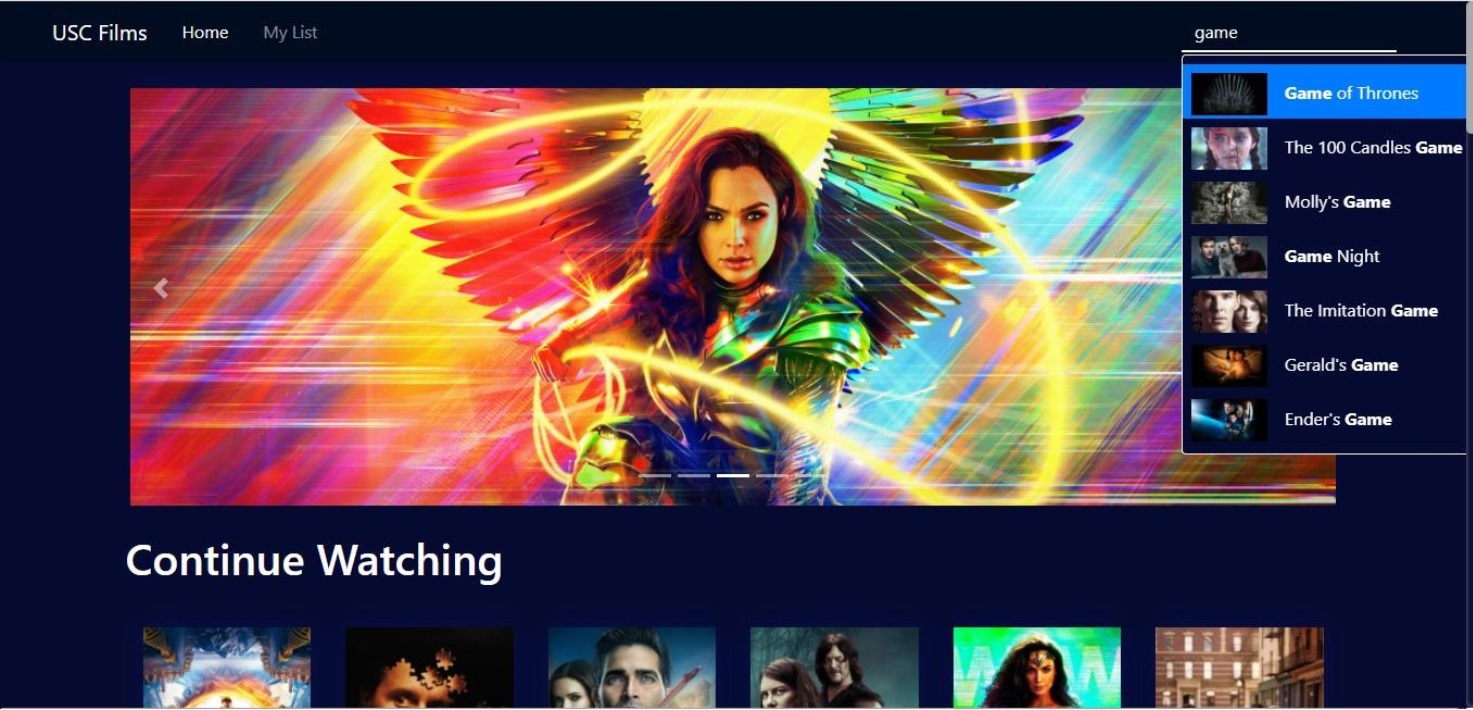 USC Films Home My List game
Game of Thrones
The 100 Candles Game
Molly's Game
Game Night
The Imitation Game
Gerald's Game
Ender's Game
Continue Watching